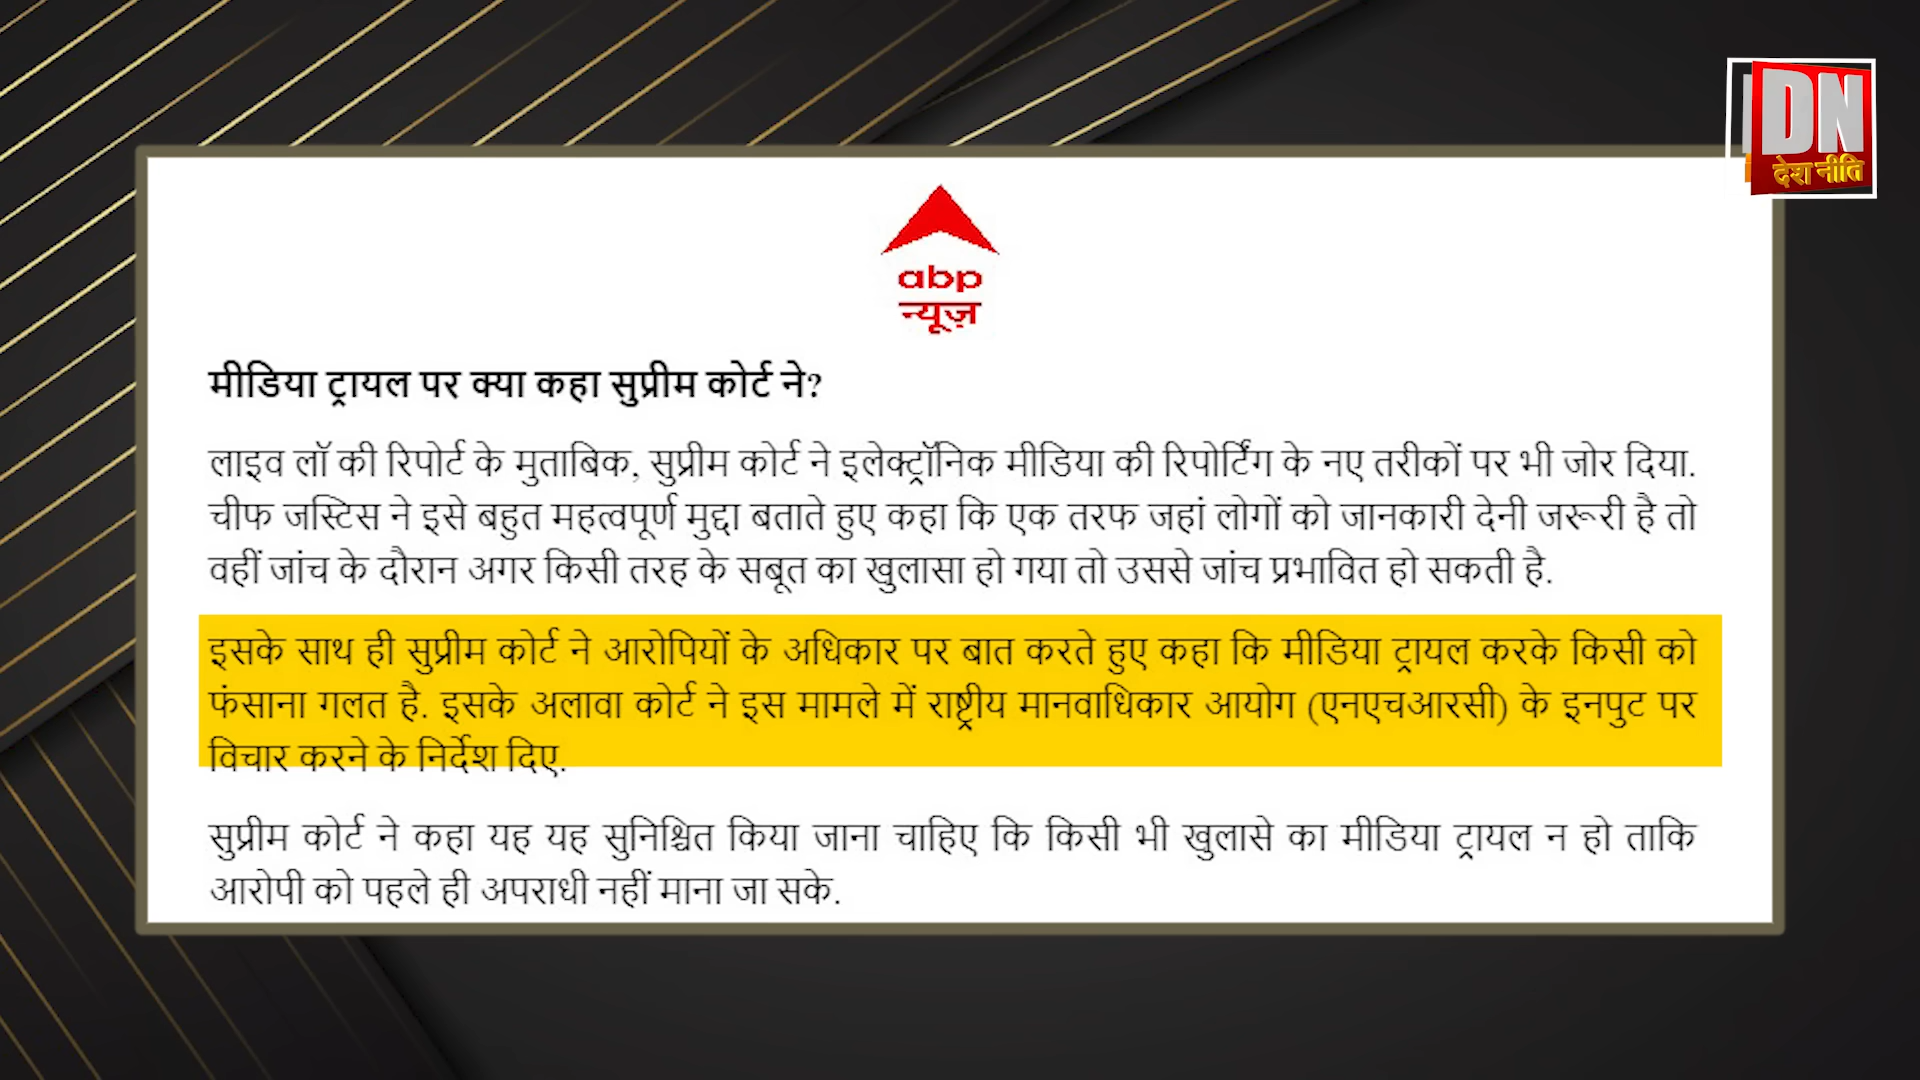 DN
देश नीति
abp
न्यूज़
मीडिया ट्रायल पर क्या कहा सुप्रीम कोर्ट ने?
लाइव लॉ की रिपोर्ट के मुताबिक, सुप्रीम कोर्ट ने इलेक्ट्रॉनिक मीडिया की रिपोर्टिंग के नए तरीकों पर भी जोर दिया.
चीफ जस्टिस ने इसे बहुत महत्वपूर्ण मुद्दा बताते हुए कहा कि एक तरफ जहां लोगों को जानकारी देनी जरूरी है तो
वहीं जांच के दौरान अगर किसी तरह के सबूत का खुलासा हो गया तो उससे जांच प्रभावित हो सकती है.
इसके साथ ही सुप्रीम कोर्ट ने आरोपियों के अधिकार पर बात करते हुए कहा कि मीडिया ट्रायल करके किसी को
फंसाना गलत है. इसके अलावा कोर्ट ने इस मामले में राष्ट्रीय मानवाधिकार आयोग (एनएचआरसी) के इनपुट पर
विचार करने के निर्देश दिए.
सुप्रीम कोर्ट ने कहा यह यह सुनिश्चित किया जाना चाहिए कि किसी भी खुलासे का मीडिया ट्रायल न हो ताकि
आरोपी को पहले ही अपराधी नहीं माना जा सके.